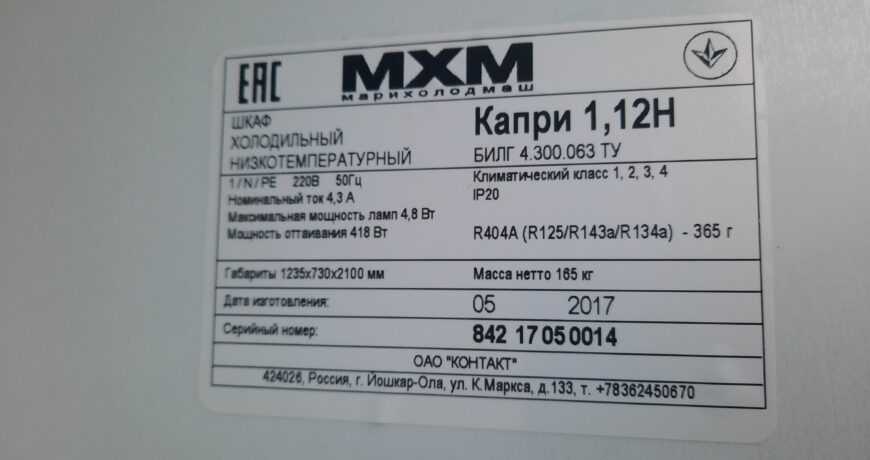 ЕАС
МХМ
марихолодмаш
ШКАФ
ХОЛОДИЛЬНЫЙ
НИЗКОТЕМПЕРАТУРНЫЙ
Капри 1,12Н
БИЛГ 4.300.063 ТУ
1/N/PE 220В 50Гц
Номинальный ток 4,3 А
Максимальная мощность ламп 4,8 Вт
Мощность оттаивания 418 Вт
Климатический класс 1, 2, 3, 4
IP20
R404A (R125/R143a/R134a) - 365 г
Габариты 1235х730х2100 мм
Масса нетто 165 кг
Дата изготовления: 05 2017
Серийный номер: 842 17 05 0014
ОАО "КОНТАКТ"
424026, Россия, г. Йошкар-Ола, ул. К.Маркса, д.133, т. +78362450670